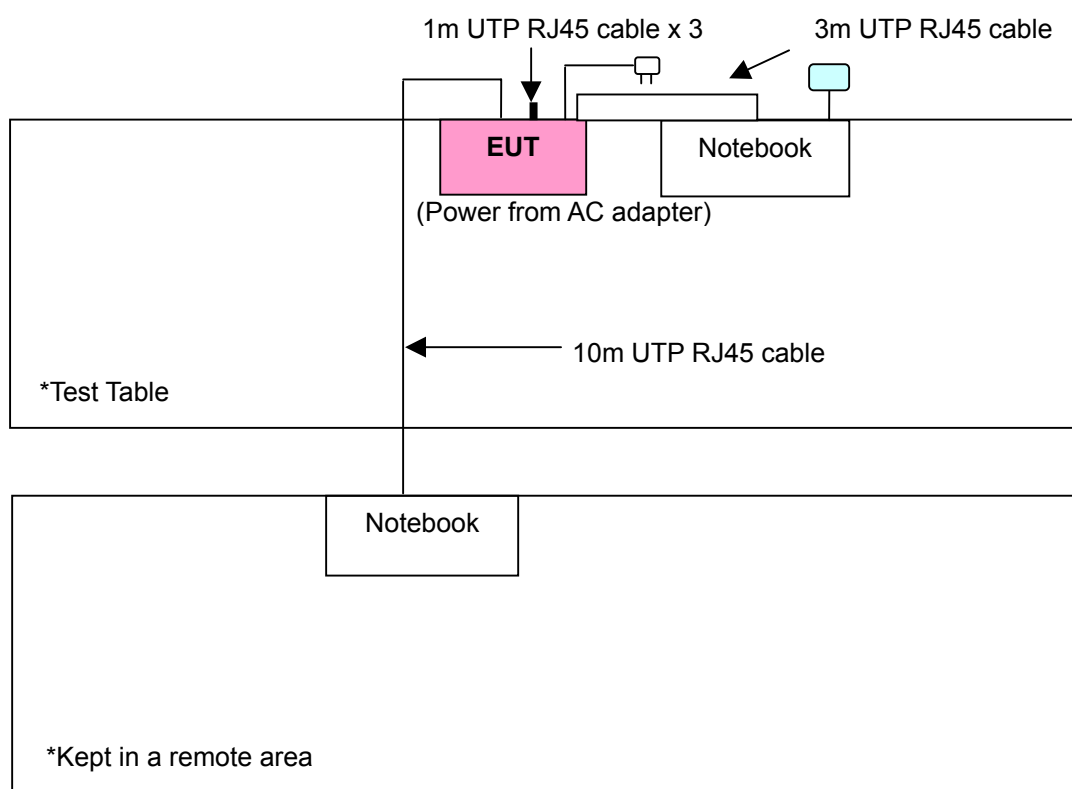 1m UTP RJ45 cable x 3
3m UTP RJ45 cable
EUT
Notebook
(Power from AC adapter)
10m UTP RJ45 cable
*Test Table
Notebook
*Kept in a remote area